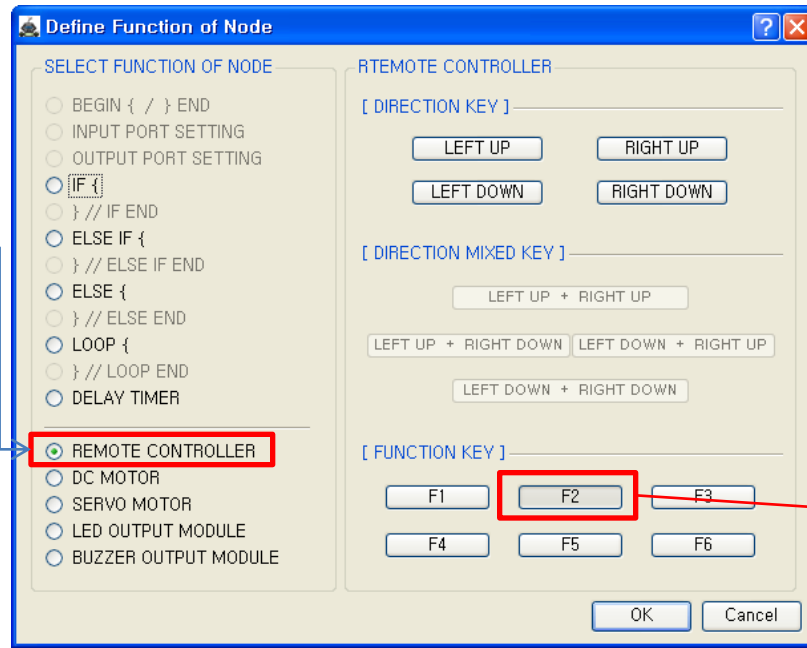 Define Function of Node
SELECT FUNCTION OF NODE
BEGIN { / } END
INPUT PORT SETTING
OUTPUT PORT SETTING
IF {
} // IF END
ELSE IF {
} // ELSE IF END
ELSE {
} // ELSE END
LOOP {
} // LOOP END
DELAY TIMER
REMOTE CONTROLLER
DC MOTOR
SERVO MOTOR
LED OUTPUT MODULE
BUZZER OUTPUT MODULE
RTEMOTE CONTROLLER
[ DIRECTION KEY ]
LEFT UP RIGHT UP
LEFT DOWN RIGHT DOWN
[ DIRECTION MIXED KEY ]
LEFT UP + RIGHT UP
LEFT UP + RIGHT DOWN LEFT DOWN + RIGHT UP
LEFT DOWN + RIGHT DOWN
[ FUNCTION KEY ]
F1 F2 F3
F4 F5 F6
OK Cancel